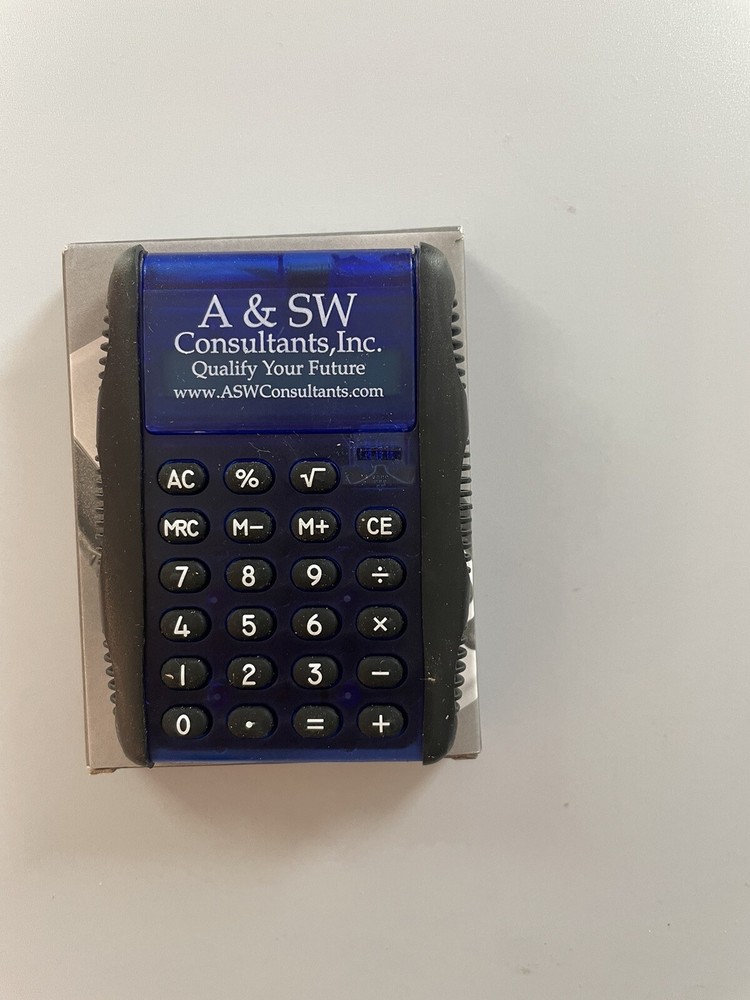 A & SW
Consultants,Inc.
Qualify Your Future
www.ASWConsultants.com
AC % √
MRC M− M+ CE
7 8 9 ÷
4 5 6 ×
1 2 3 −
0 . = +